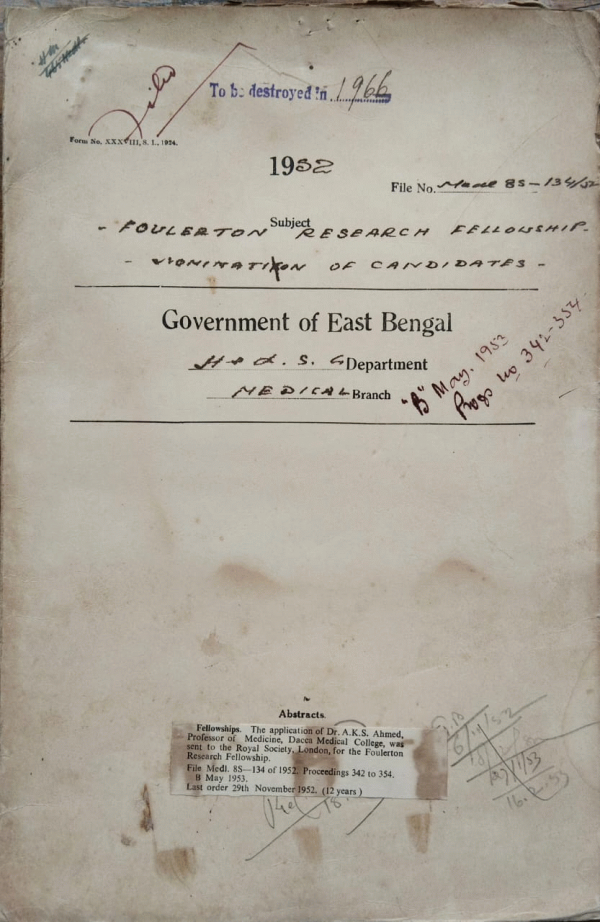 To be destroyed in 1966
Form No. XXXVIII, S. I., 1924.
1952
File No. Medl 8S-134/52
Subject
- FOULERTON RESEARCH FELLOWSHIP.
- NOMINATION OF CANDIDATES -
Government of East Bengal
H & L. S. G Department
MEDICAL Branch
"B" May. 1953
Progs no 342-354.
Abstracts.
Fellowships. The application of Dr. A.K.S. Ahmed,
Professor of Medicine, Dacca Medical College, was
sent to the Royal Society, London, for the Foulerton
Research Fellowship.
File Medl. 8S—134 of 1952. Proceedings 342 to 354.
B May 1953.
Last order 29th November 1952. (12 years)
16.2.53